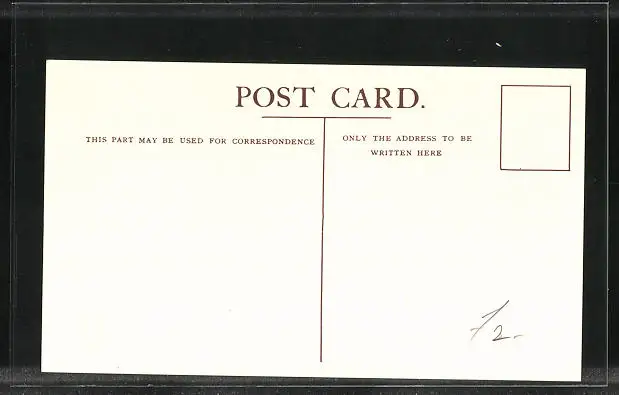 POST CARD.
THIS PART MAY BE USED FOR CORRESPONDENCE
ONLY THE ADDRESS TO BE
WRITTEN HERE